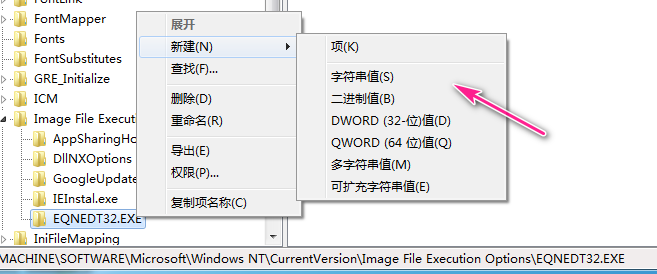 FontLink
FontMapper
Fonts
FontSubstitutes
GRE_Initialize
ICM
Image File Execu
AppSharingHo
DllNXOptions
GoogleUpdate
IEInstal.exe
EQNEDT32.EXE
IniFileMapping
展开
新建(N)
查找(F)...
删除(D)
重命名(R)
导出(E)
权限(P)...
复制项名称(C)
项(K)
字符串值(S)
二进制值(B)
DWORD (32-位)值(D)
QWORD (64 位)值(Q)
多字符串值(M)
可扩充字符串值(E)
MACHINE\SOFTWARE\Microsoft\Windows NT\CurrentVersion\Image File Execution Options\EQNEDT32.EXE